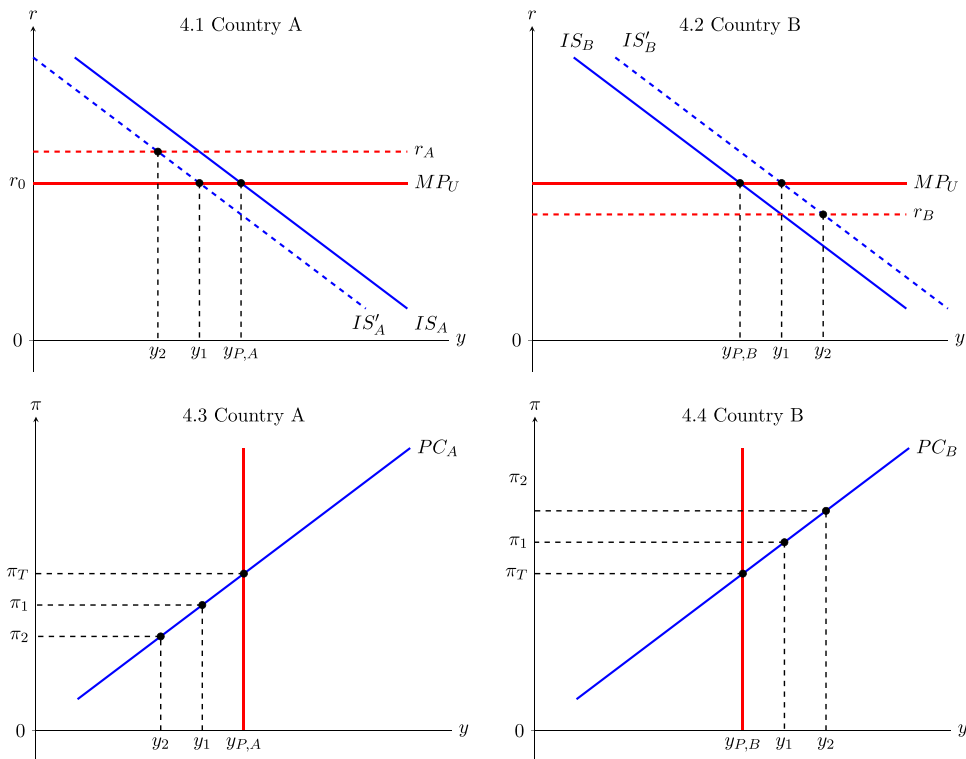 r
4.1 Country A
r_A
r_0
MP_U
IS'_A
IS_A
0
y
y_2
y_1
y_{P,A}
r
4.2 Country B
IS_B
IS'_B
MP_U
r_B
0
y
y_{P,B}
y_1
y_2
π
4.3 Country A
PC_A
π_T
π_1
π_2
0
y
y_2
y_1
y_{P,A}
π
4.4 Country B
PC_B
π_2
π_1
π_T
0
y
y_{P,B}
y_1
y_2